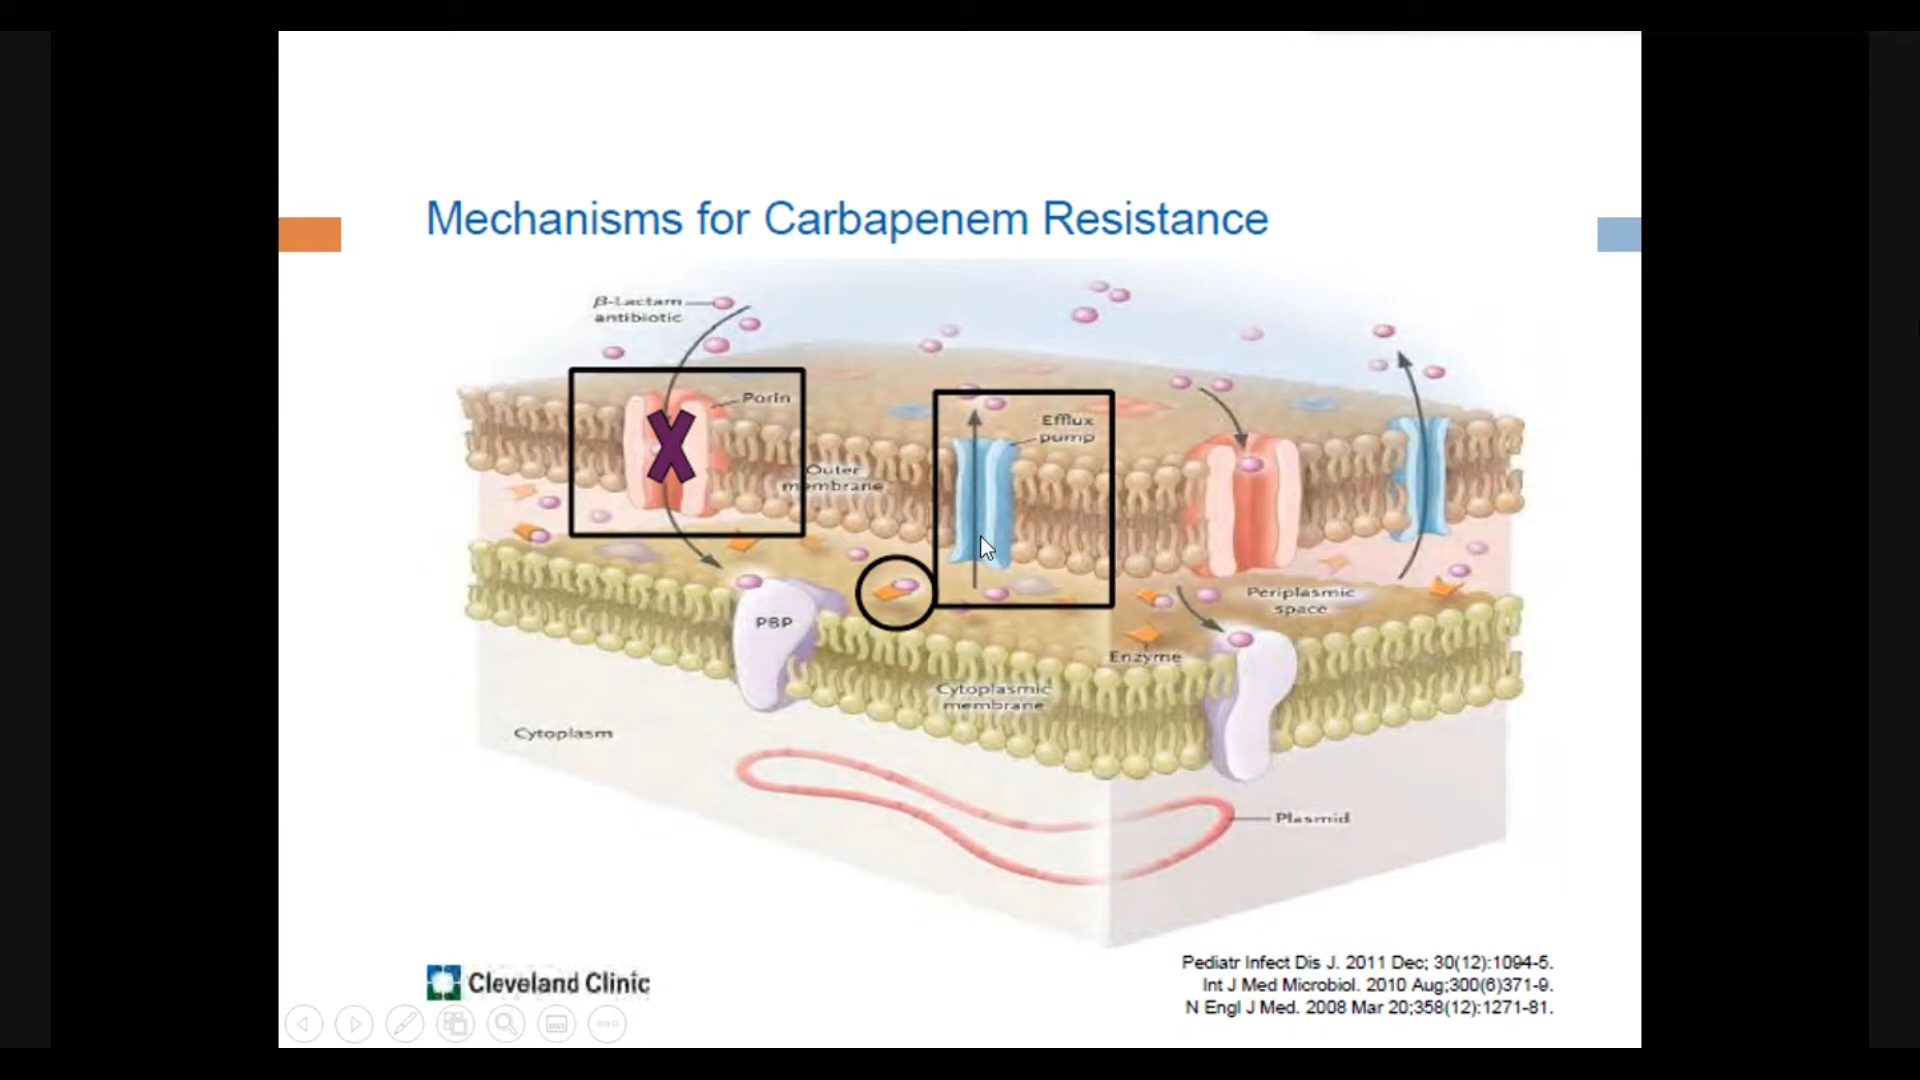 Mechanisms for Carbapenem Resistance
β-Lactam
antibiotic
Porin
Efflux
pump
Outer
membrane
Periplasmic
space
PBP
Enzyme
Cytoplasmic
membrane
Cytoplasm
Plasmid
Cleveland Clinic
Pediatr Infect Dis J. 2011 Dec; 30(12):1094-5.
Int J Med Microbiol. 2010 Aug;300(6)371-9.
N Engl J Med. 2008 Mar 20;358(12):1271-81.